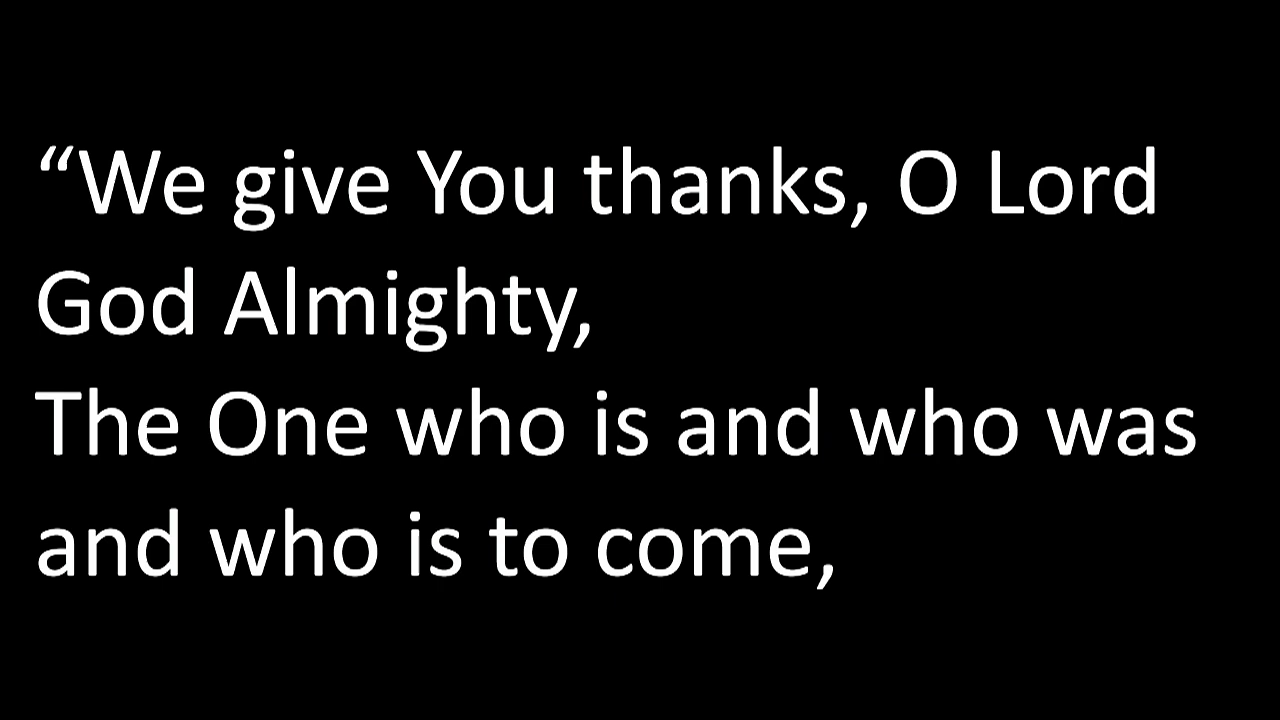 “We give You thanks, O Lord
God Almighty,
The One who is and who was
and who is to come,